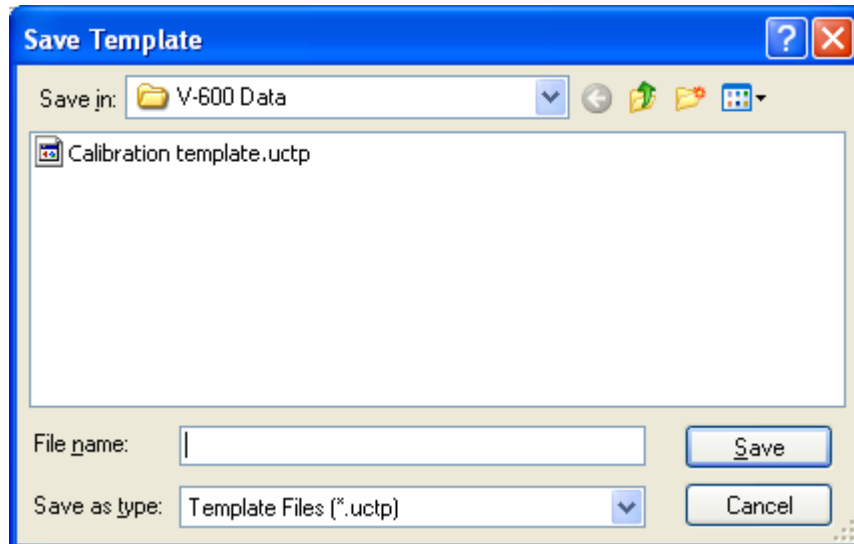 Save Template
Save in: V-600 Data
Calibration template.uctp
File name: Save
Save as type: Template Files (*.uctp) Cancel